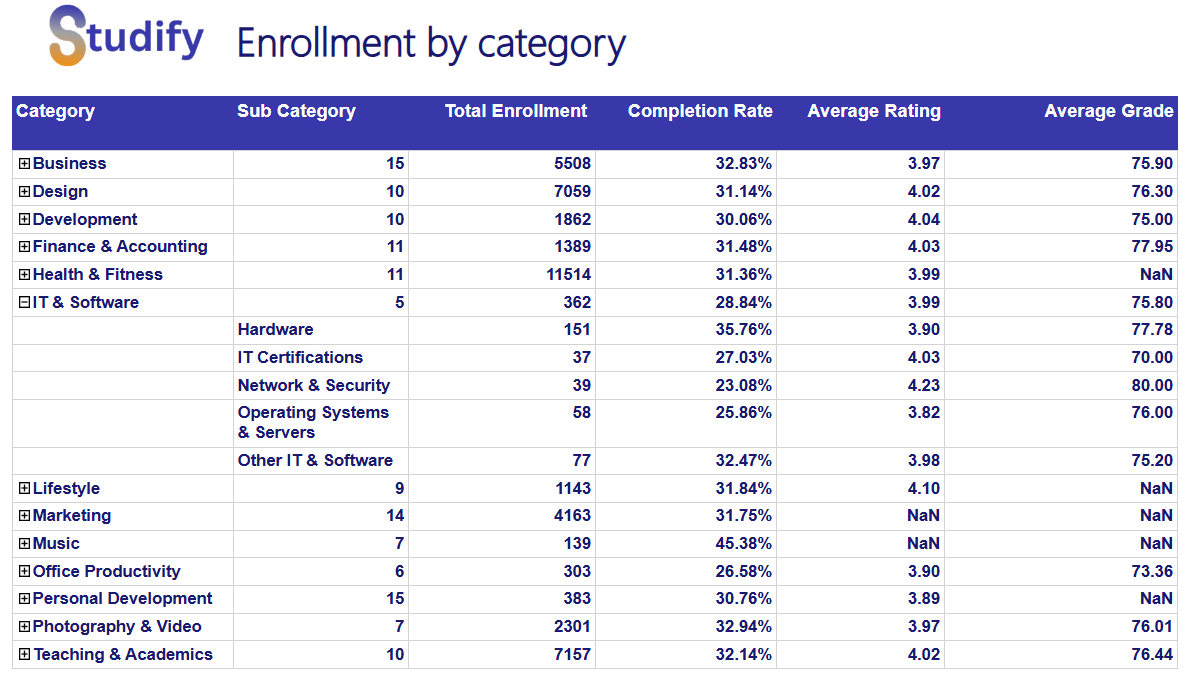 Studify Enrollment by category
Category Sub Category Total Enrollment Completion Rate Average Rating Average Grade
Business 15 5508 32.83% 3.97 75.90
Design 10 7059 31.14% 4.02 76.30
Development 10 1862 30.06% 4.04 75.00
Finance & Accounting 11 1389 31.48% 4.03 77.95
Health & Fitness 11 11514 31.36% 3.99 NaN
IT & Software 5 362 28.84% 3.99 75.80
Hardware 151 35.76% 3.90 77.78
IT Certifications 37 27.03% 4.03 70.00
Network & Security 39 23.08% 4.23 80.00
Operating Systems 58 25.86% 3.82 76.00
& Servers
Other IT & Software 77 32.47% 3.98 75.20
Lifestyle 9 1143 31.84% 4.10 NaN
Marketing 14 4163 31.75% NaN NaN
Music 7 139 45.38% NaN NaN
Office Productivity 6 303 26.58% 3.90 73.36
Personal Development 15 383 30.76% 3.89 NaN
Photography & Video 7 2301 32.94% 3.97 76.01
Teaching & Academics 10 7157 32.14% 4.02 76.44